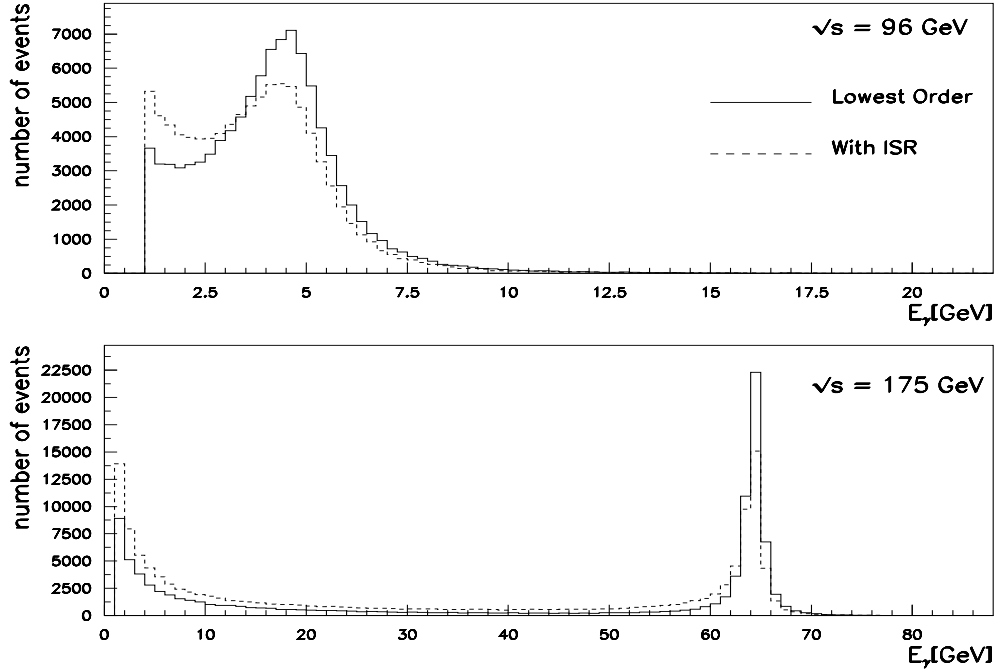 √s = 96 GeV
Lowest Order
With ISR
number of events
7000
6000
5000
4000
3000
2000
1000
0
0 2.5 5 7.5 10 12.5 15 17.5 20
Eγ[GeV]
√s = 175 GeV
number of events
22500
20000
17500
15000
12500
10000
7500
5000
2500
0
0 10 20 30 40 50 60 70 80
Eγ[GeV]